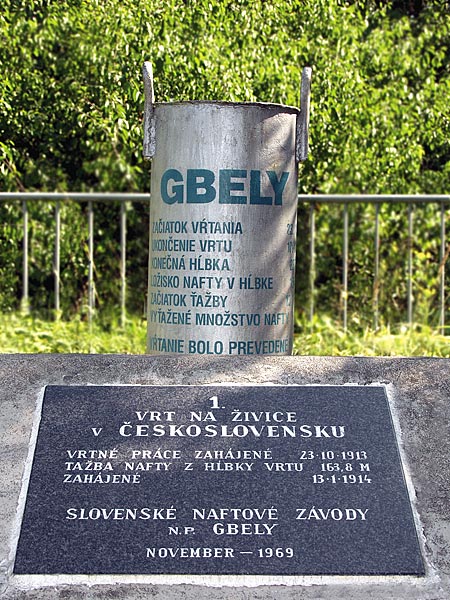 GBELY
ZAČIATOK VŔTANIA
UKONČENIE VRTU
KONEČNÁ HĹBKA
LOŽISKO NAFTY V HĹBKE
ZAČIATOK ŤAŽBY
VYŤAŽENÉ MNOŽSTVO NAFTY
VŔTANIE BOLO PREVEDENÉ
1.
VRT NA ŽIVICE
V ČESKOSLOVENSKU
VRTNÉ PRÁCE ZAHÁJENÉ 23·10·1913
ŤAŽBA NAFTY Z HĹBKY VRTU 163,8 M
ZAHÁJENÉ 13·1·1914
SLOVENSKÉ NAFTOVÉ ZÁVODY
N.P. GBELY
NOVEMBER — 1969